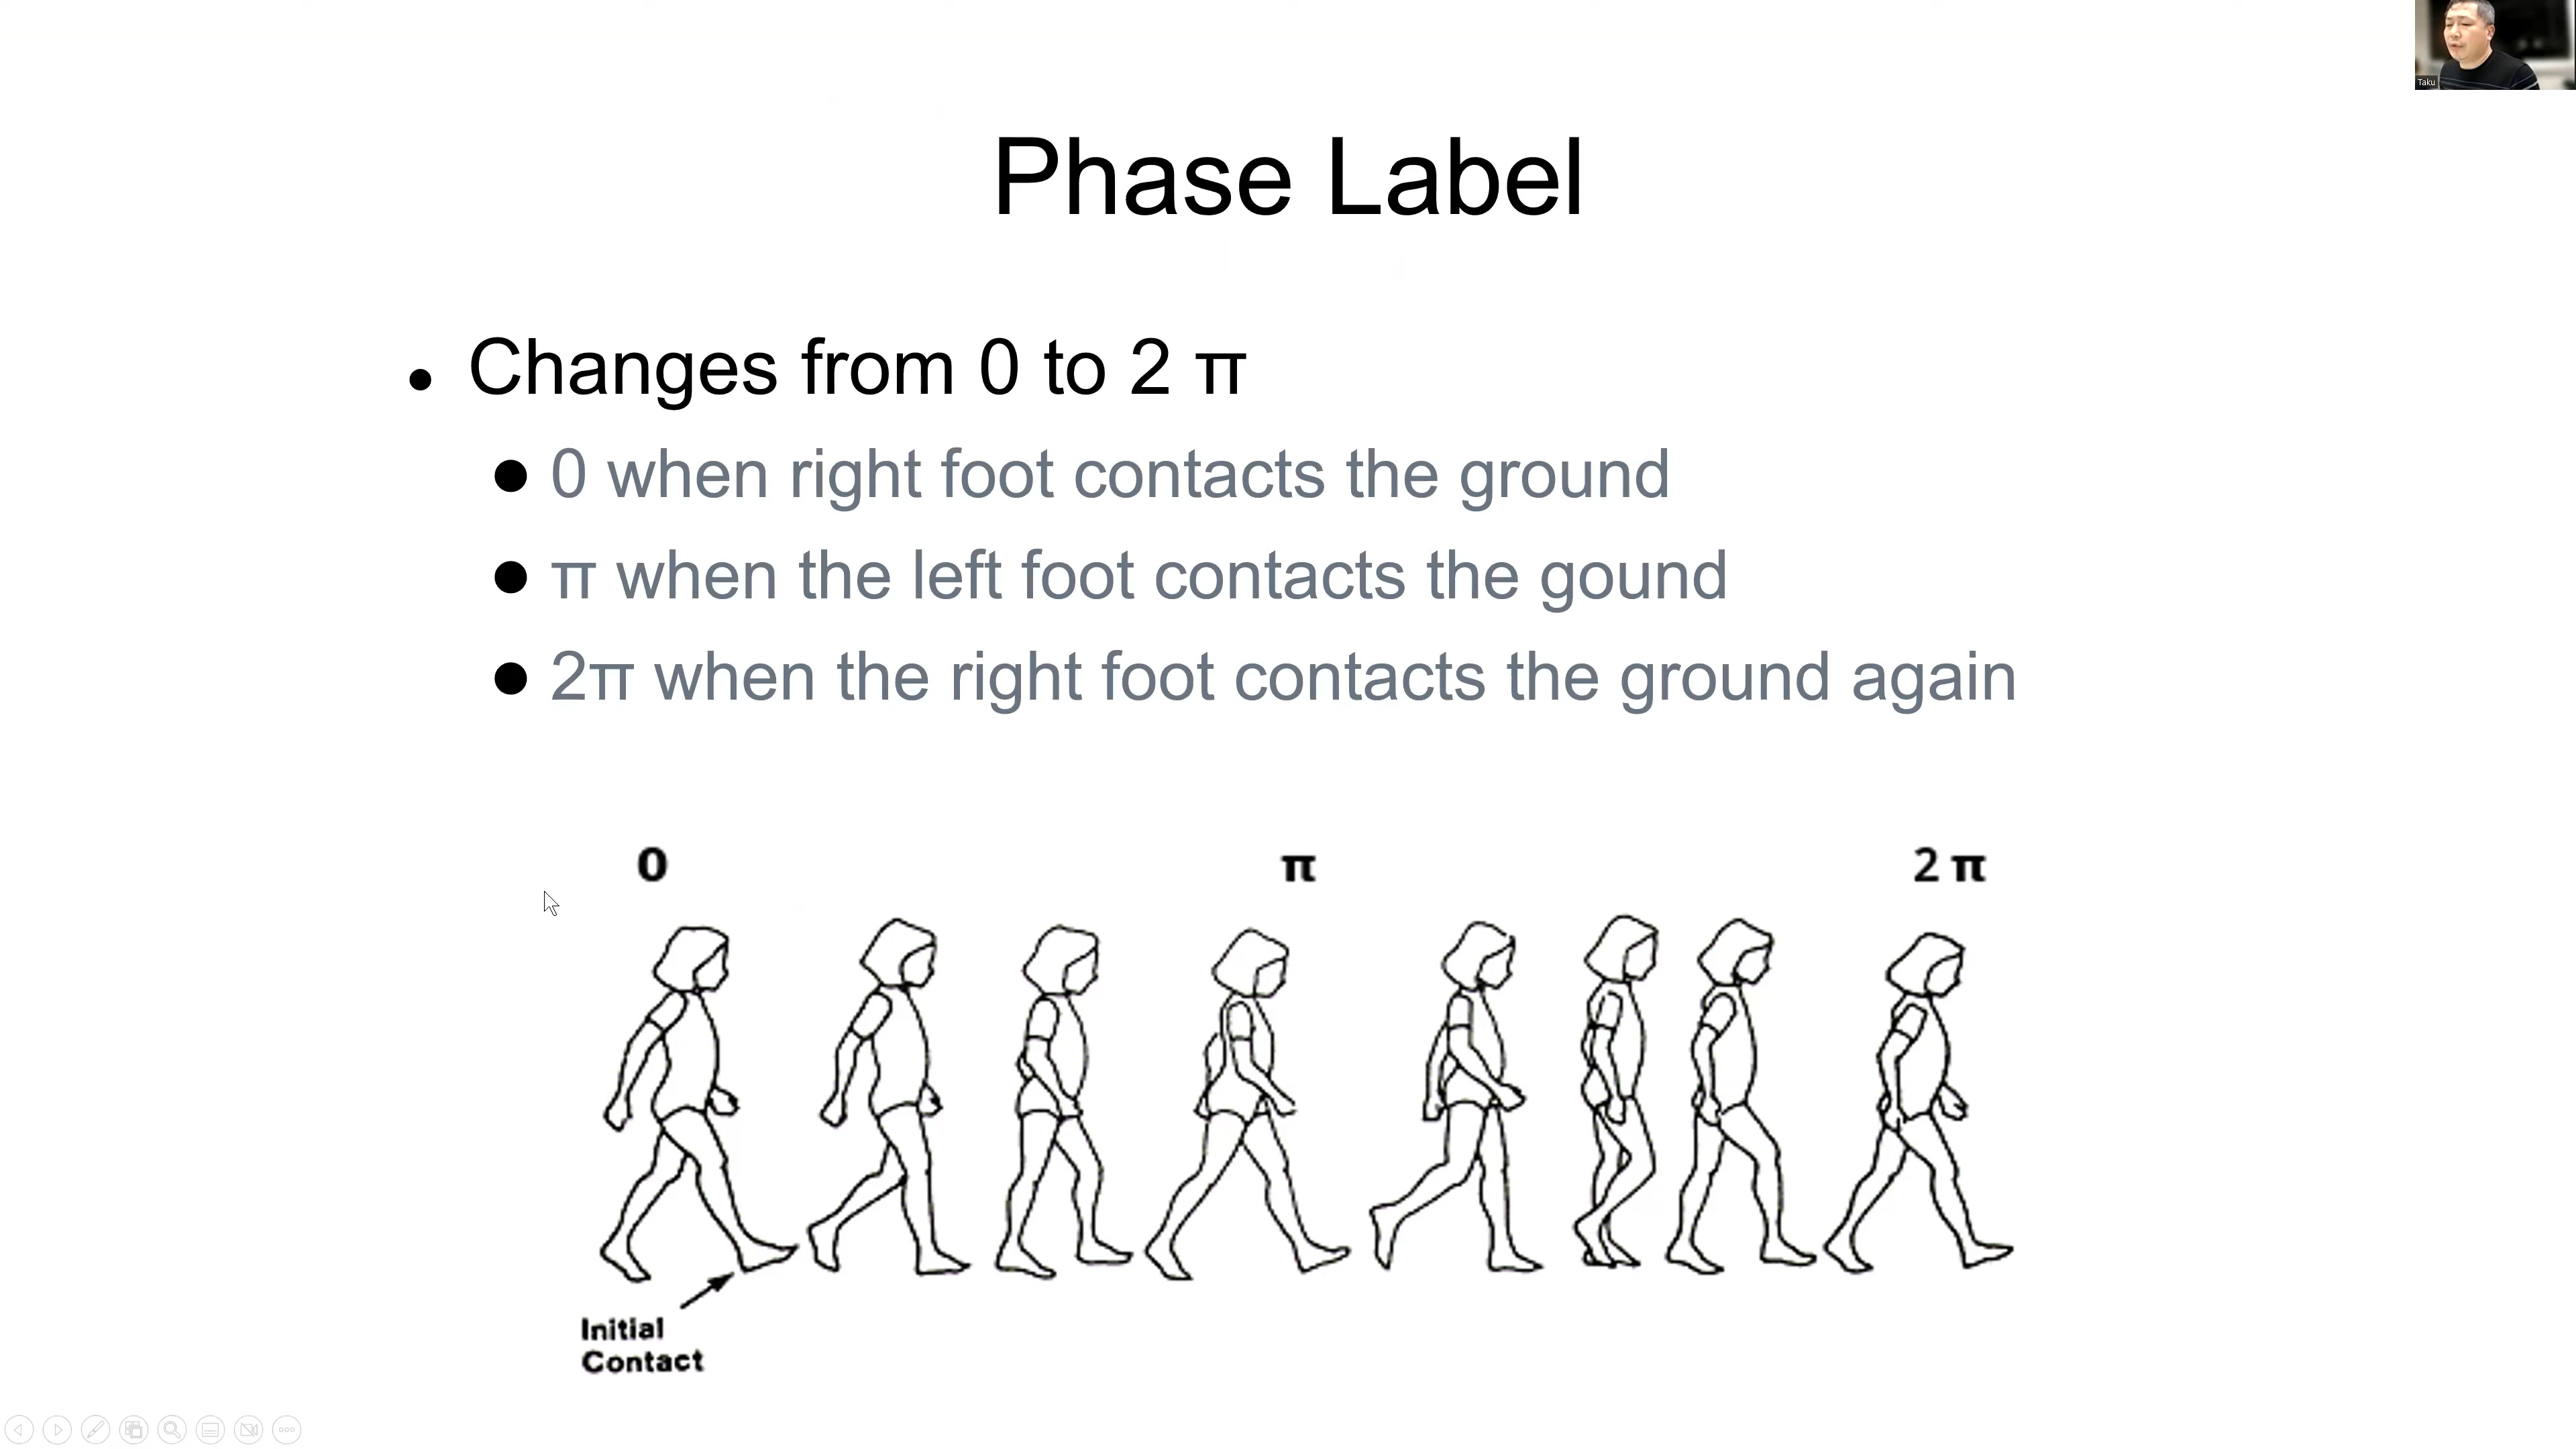 Taku
Phase Label
• Changes from 0 to 2 π
● 0 when right foot contacts the ground
● π when the left foot contacts the gound
● 2π when the right foot contacts the ground again
0 π 2 π
Initial
Contact